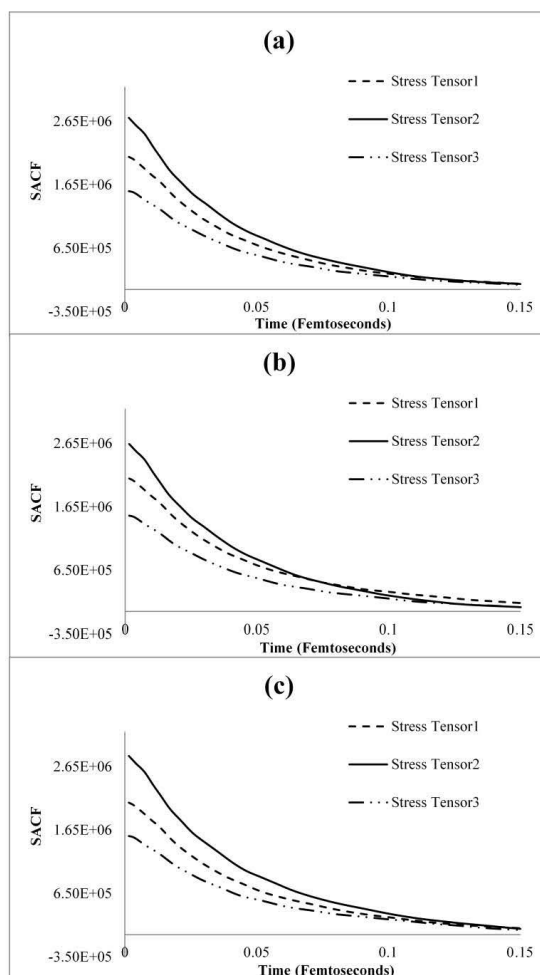 (a)
Stress Tensor1
Stress Tensor2
Stress Tensor3
SACF
2.65E+06
1.65E+06
6.50E+05
-3.50E+05
0 0.05 0.1 0.15
Time (Femtoseconds)
(b)
Stress Tensor1
Stress Tensor2
Stress Tensor3
SACF
2.65E+06
1.65E+06
6.50E+05
-3.50E+05
0 0.05 0.1 0.15
Time (Femtoseconds)
(c)
Stress Tensor1
Stress Tensor2
Stress Tensor3
SACF
2.65E+06
1.65E+06
6.50E+05
-3.50E+05
0 0.05 0.1 0.15
Time (Femtoseconds)